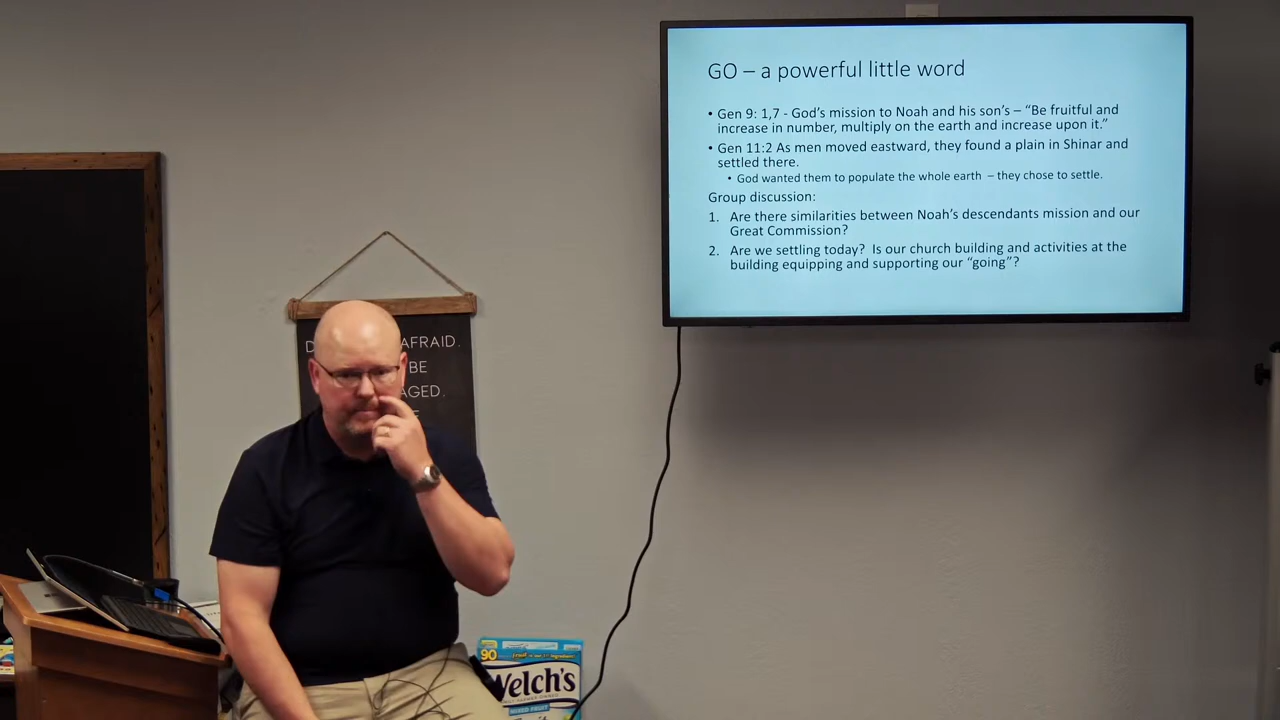 GO – a powerful little word
• Gen 9: 1,7 - God's mission to Noah and his son's – "Be fruitful and
increase in number, multiply on the earth and increase upon it."
• Gen 11:2 As men moved eastward, they found a plain in Shinar and
settled there.
• God wanted them to populate the whole earth – they chose to settle.
Group discussion:
1. Are there similarities between Noah's descendants mission and our
Great Commission?
2. Are we settling today? Is our church building and activities at the
building equipping and supporting our "going"?
AFRAID.
BE
90
Welch's
MIXED FRUIT